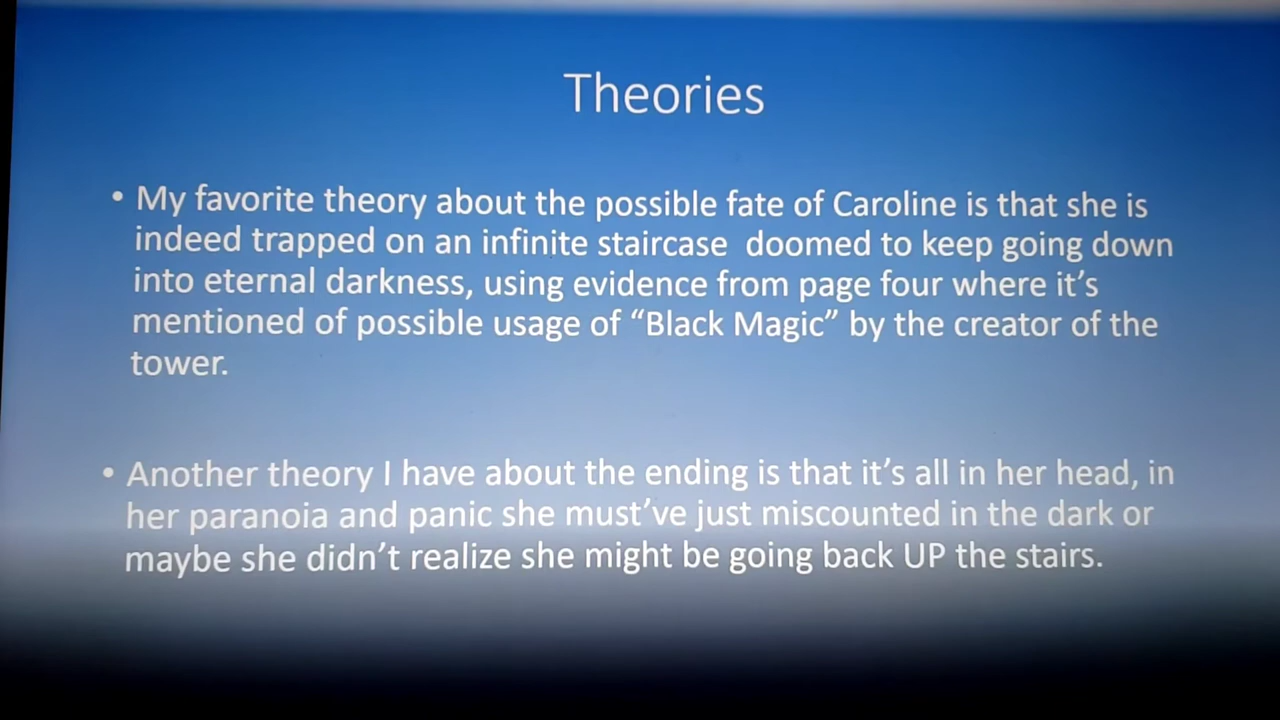 Theories
• My favorite theory about the possible fate of Caroline is that she is
indeed trapped on an infinite staircase  doomed to keep going down
into eternal darkness, using evidence from page four where it’s
mentioned of possible usage of “Black Magic” by the creator of the
tower.
• Another theory I have about the ending is that it’s all in her head, in
her paranoia and panic she must’ve just miscounted in the dark or
maybe she didn’t realize she might be going back UP the stairs.